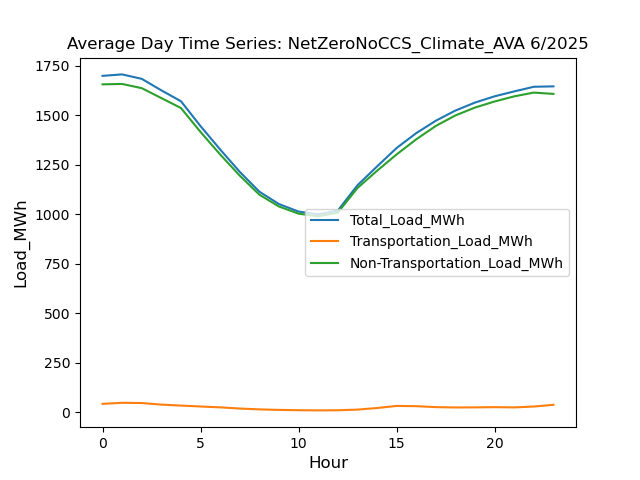 Average Day Time Series: NetZeroNoCCS_Climate_AVA 6/2025
Load_MWh
1750
1500
1250
1000
750
500
250
0
Total_Load_MWh
Transportation_Load_MWh
Non-Transportation_Load_MWh
0 5 10 15 20
Hour